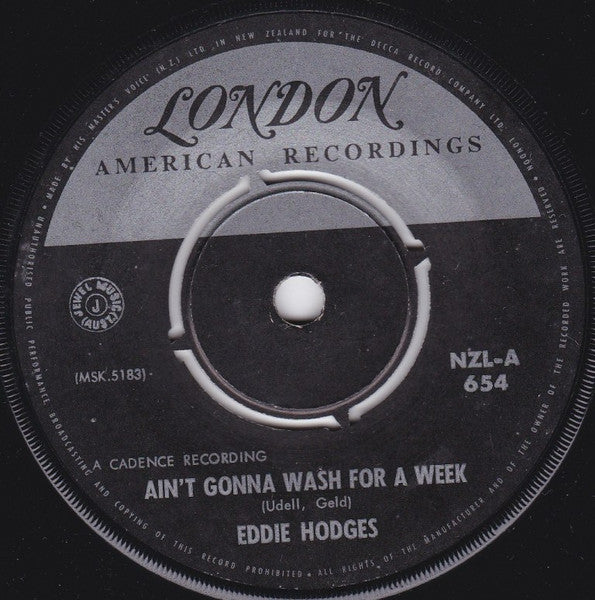 MADE BY HIS MASTER'S VOICE (N.Z.) LTD. IN NEW ZEALAND FOR "THE DECCA RECORD COMPANY LTD. LONDON"
LONDON
AMERICAN RECORDINGS
JEWEL MUSIC
J
(AUST)
(MSK.5183)
NZL-A
654
A CADENCE RECORDING
AIN'T GONNA WASH FOR A WEEK
(Udell, Geld)
EDDIE HODGES
UNAUTHORISED PUBLIC PERFORMANCE BROADCASTING AND COPYING OF THIS RECORD PROHIBITED • ALL RIGHTS OF THE MANUFACTURER AND OF THE OWNER OF THE RECORDED WORK ARE RESERVED